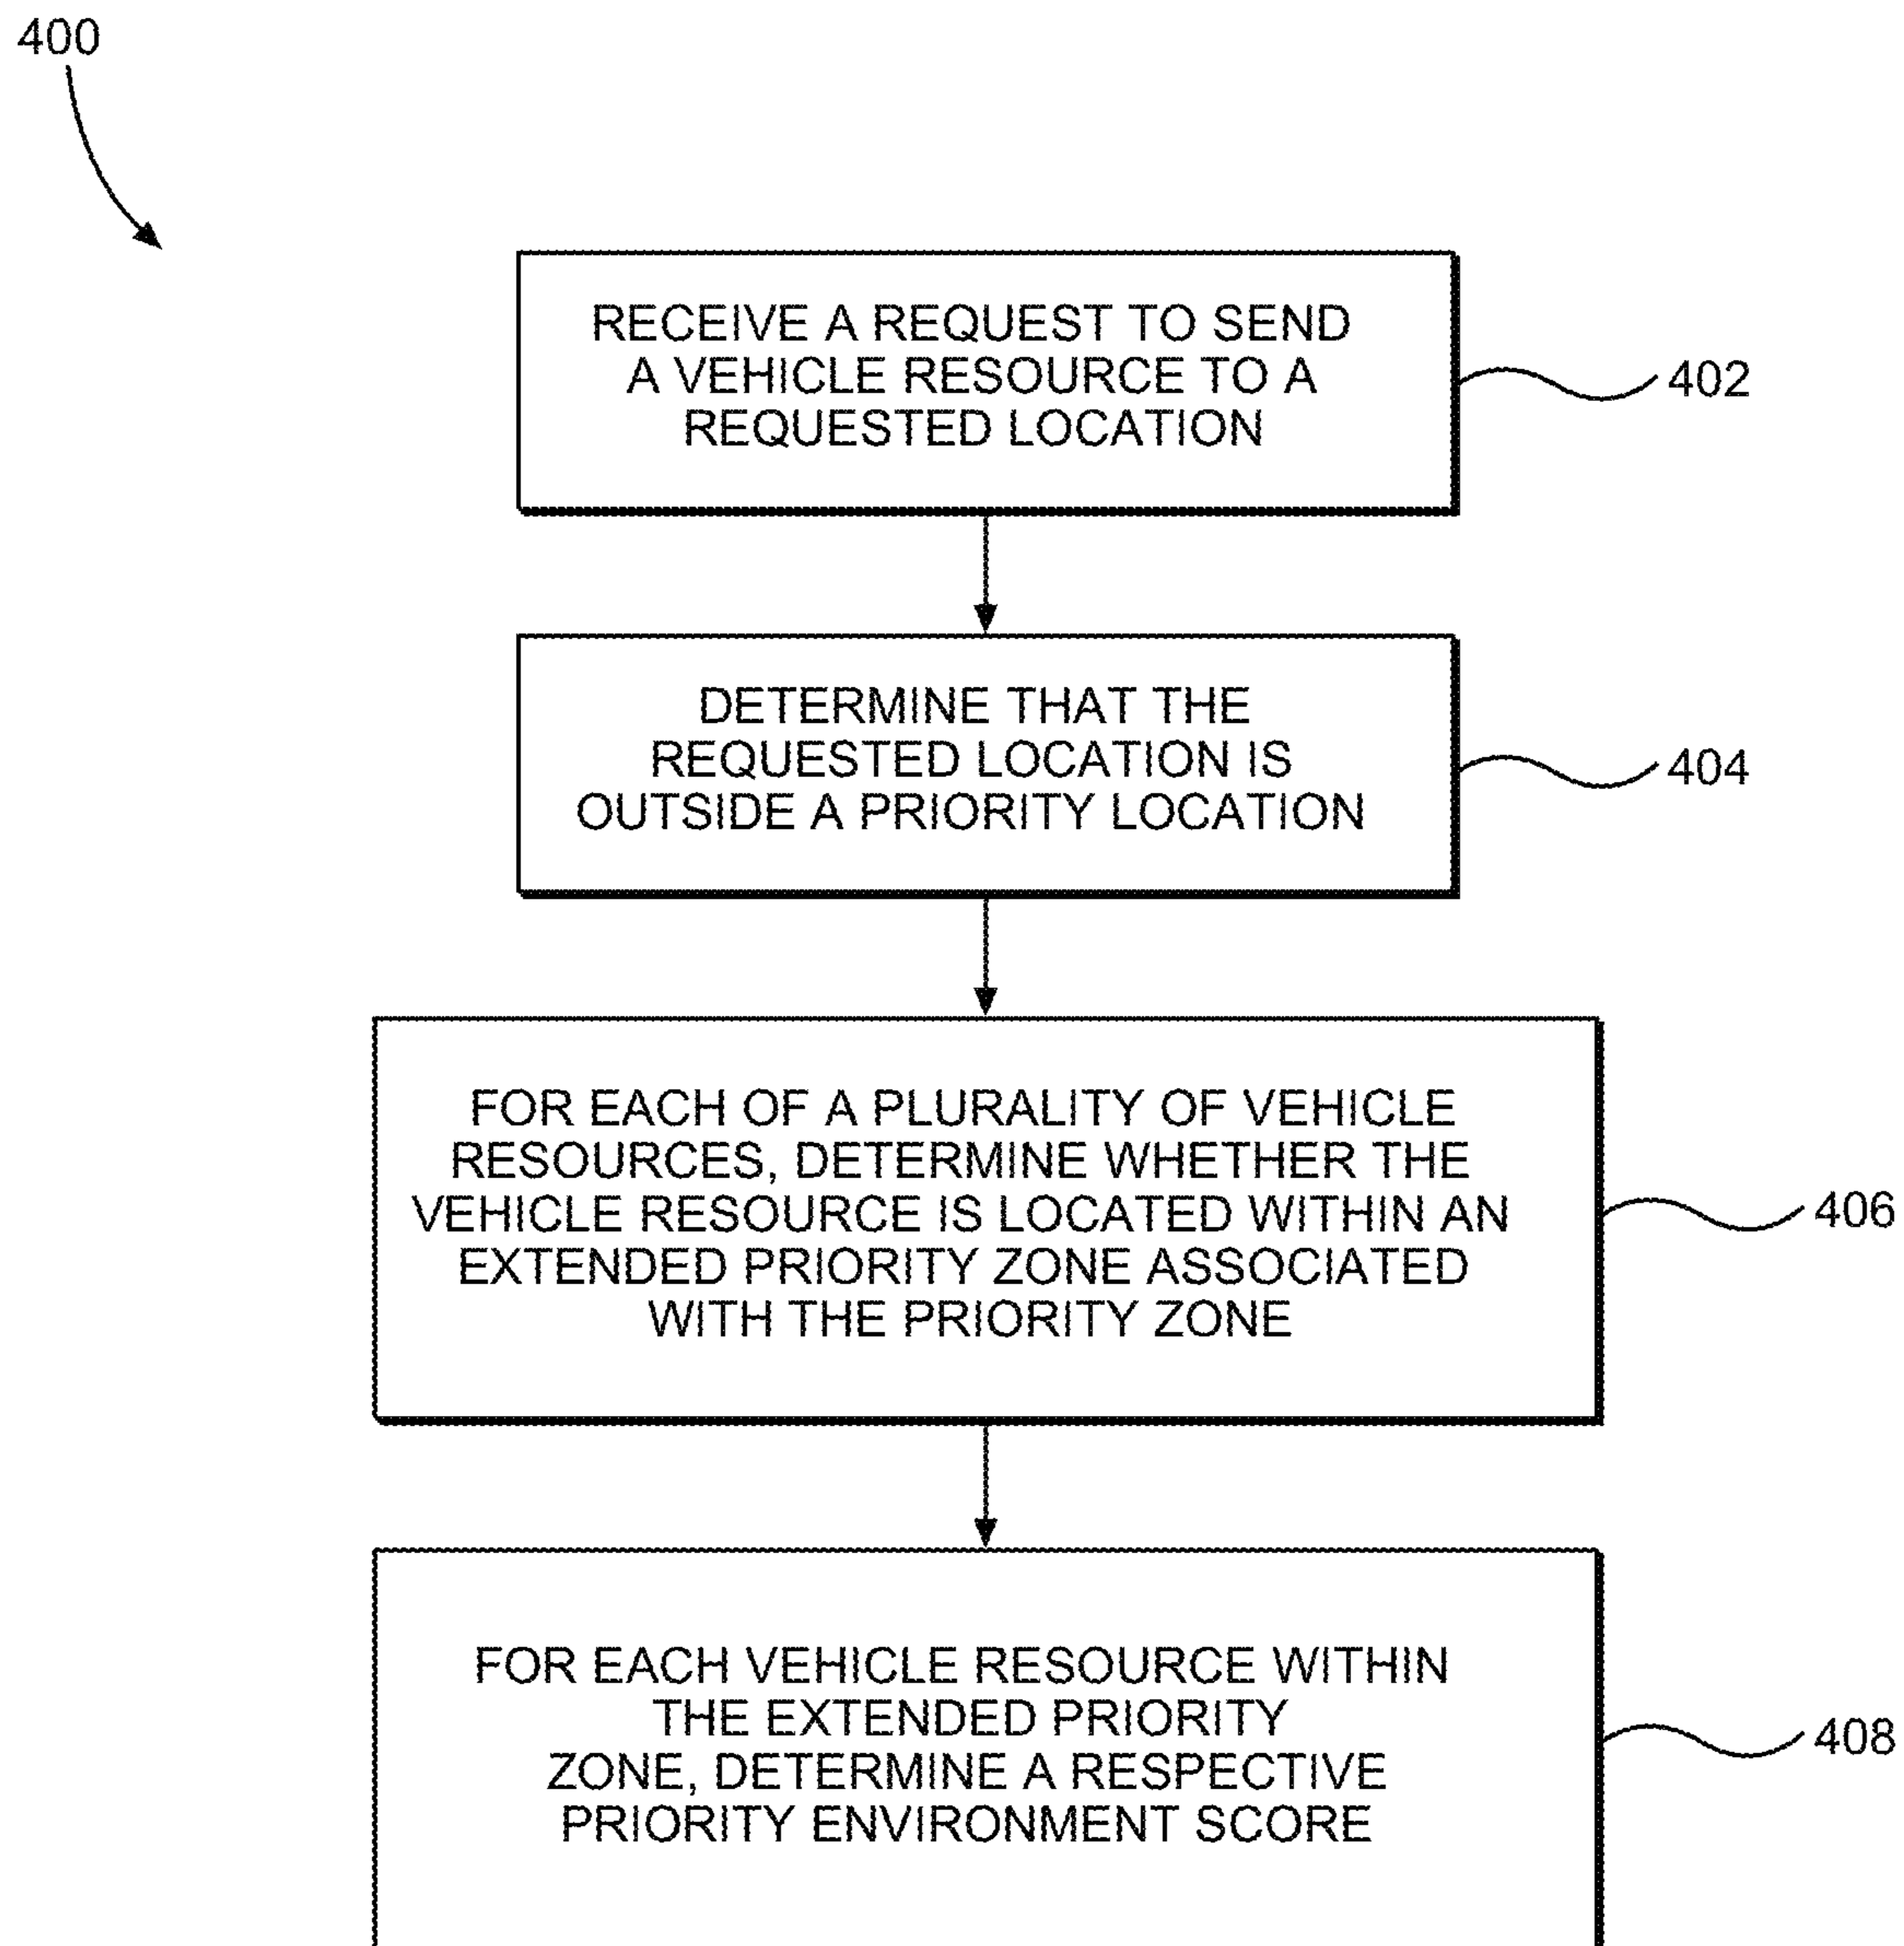 400
RECEIVE A REQUEST TO SEND
A VEHICLE RESOURCE TO A
REQUESTED LOCATION
402
DETERMINE THAT THE
REQUESTED LOCATION IS
OUTSIDE A PRIORITY LOCATION
404
FOR EACH OF A PLURALITY OF VEHICLE
RESOURCES, DETERMINE WHETHER THE
VEHICLE RESOURCE IS LOCATED WITHIN AN
EXTENDED PRIORITY ZONE ASSOCIATED
WITH THE PRIORITY ZONE
406
FOR EACH VEHICLE RESOURCE WITHIN
THE EXTENDED PRIORITY
ZONE, DETERMINE A RESPECTIVE
PRIORITY ENVIRONMENT SCORE
408